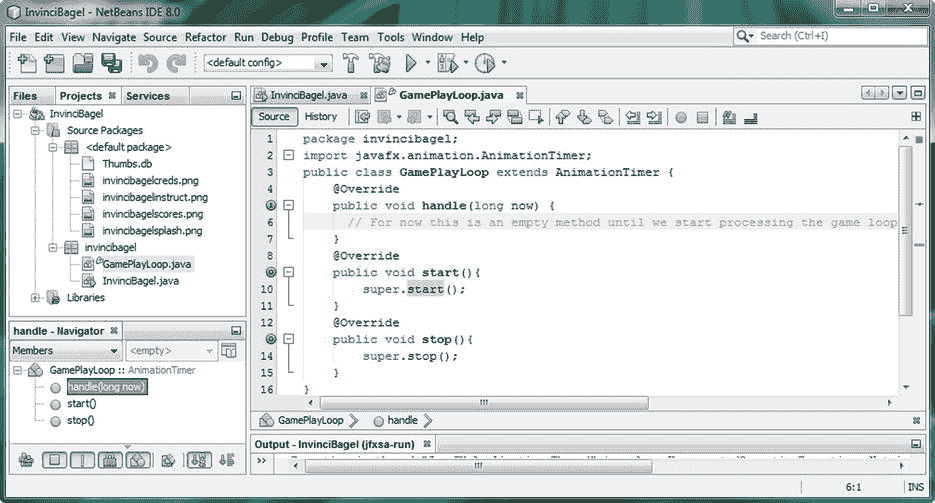 InvinciBagel - NetBeans IDE 8.0
File Edit View Navigate Source Refactor Run Debug Profile Team Tools Window Help
Search (Ctrl+I)
<default config>
Files Projects Services
InvinciBagel
Source Packages
<default package>
Thumbs.db
invincibagelcreds.png
invincibagelinstruct.png
invincibagelscores.png
invincibagelsplash.png
invincibagel
GamePlayLoop.java
InvinciBagel.java
Libraries
handle - Navigator
Members <empty>
GamePlayLoop :: AnimationTimer
handle(long now)
start()
stop()
InvinciBagel.java GamePlayLoop.java
Source History
1 package invincibagel;
2 import javafx.animation.AnimationTimer;
3 public class GamePlayLoop extends AnimationTimer {
4 @Override
public void handle(long now) {
6 // For now this is an empty method until we start processing the game loop
7 }
8 @Override
public void start(){
10 super.start();
11 }
12 @Override
public void stop(){
14 super.stop();
15 }
16 }
GamePlayLoop handle
Output - InvinciBagel (jfxsa-run)
6:1 INS